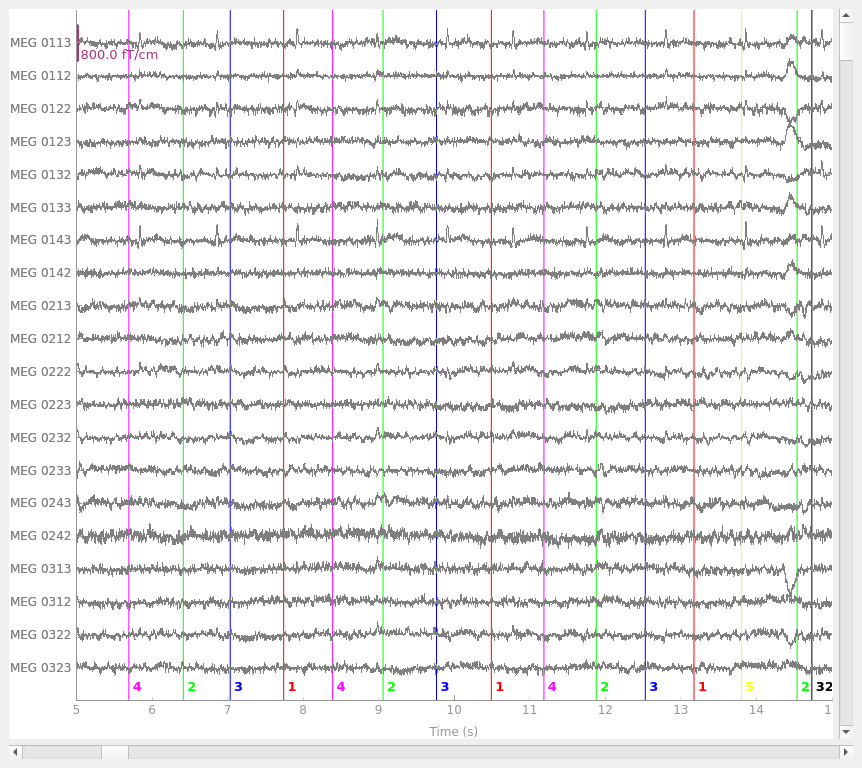 MEG 0113
800.0 fT/cm
MEG 0112
MEG 0122
MEG 0123
MEG 0132
MEG 0133
MEG 0143
MEG 0142
MEG 0213
MEG 0212
MEG 0222
MEG 0223
MEG 0232
MEG 0233
MEG 0243
MEG 0242
MEG 0313
MEG 0312
MEG 0322
MEG 0323
4 2 3 1 4 2 3 1 4 2 3 1 5 2 32
5 6 7 8 9 10 11 12 13 14 1
Time (s)